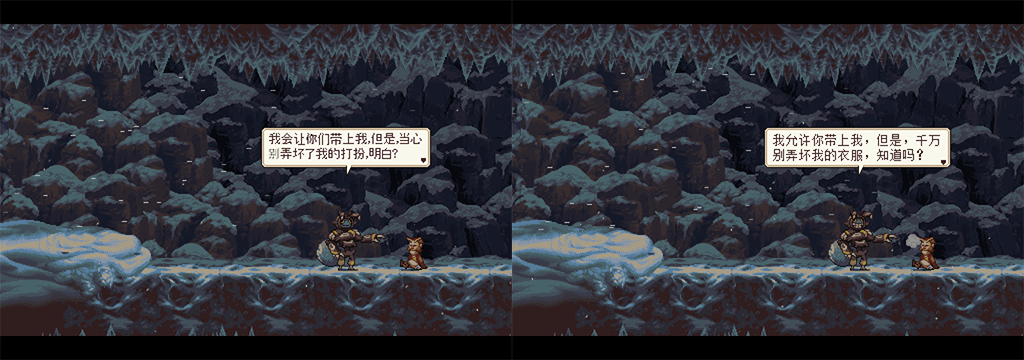 我会让你们带上我,但是,当心
别弄坏了我的打扮,明白?
我允许你带上我，但是，千万
别弄坏我的衣服，知道吗？